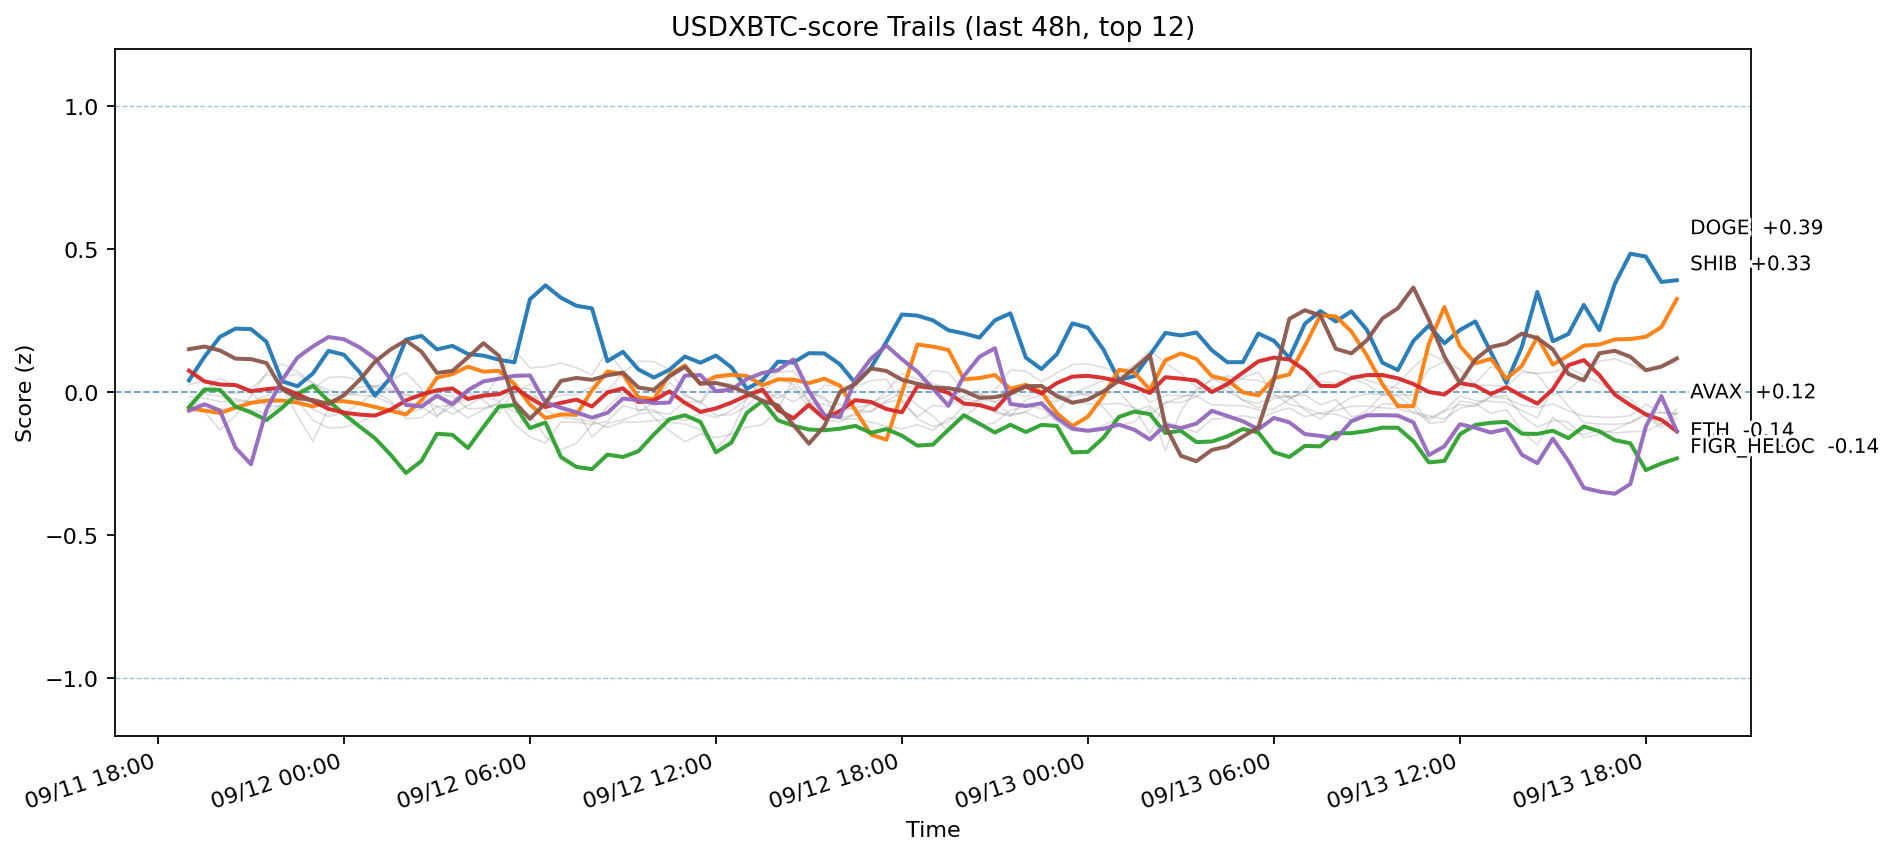 USDXBTC-score Trails (last 48h, top 12)
Score (z)
1.0
0.5
0.0
−0.5
−1.0
DOGE +0.39
SHIB +0.33
AVAX +0.12
FTH -0.14
FIGR_HELOC -0.14
09/11 18:00
09/12 00:00
09/12 06:00
09/12 12:00
09/12 18:00
09/13 00:00
09/13 06:00
09/13 12:00
09/13 18:00
Time